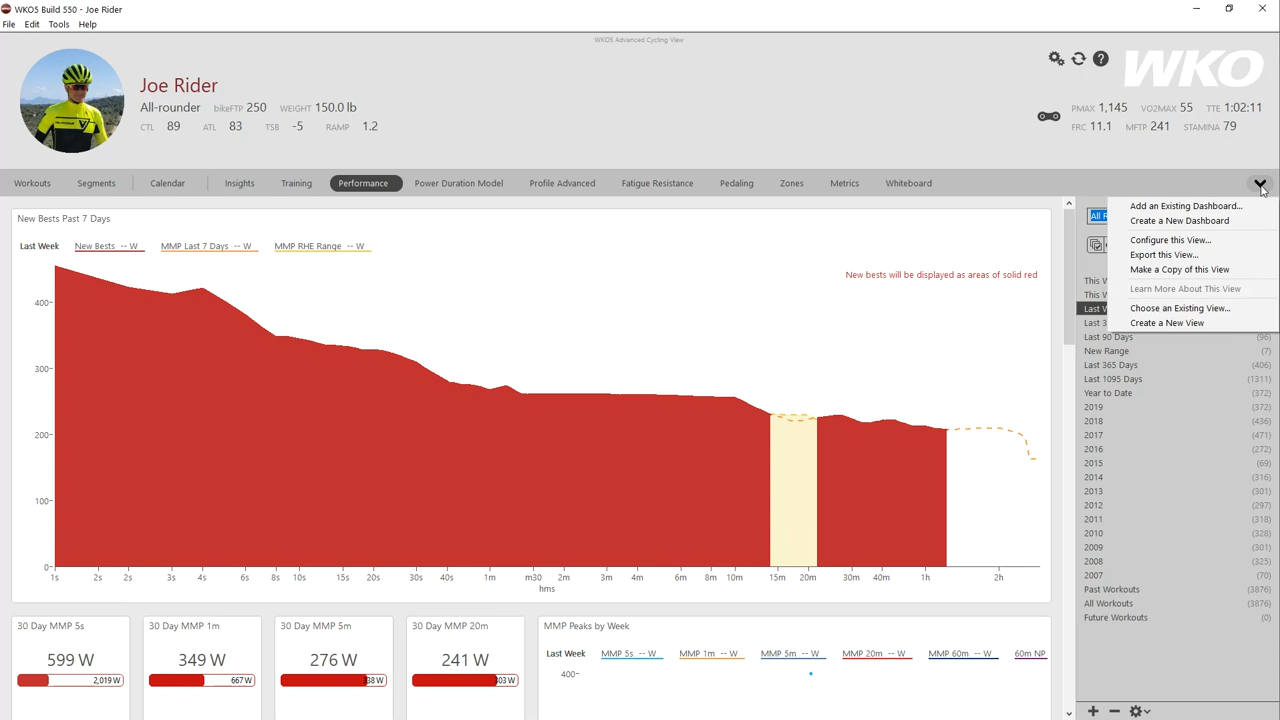 WKO5 Build 550 - Joe Rider
File Edit Tools Help
WKO5 Advanced Cycling View
WKO
Joe Rider
All-rounder bikeFTP 250 WEIGHT 150.0 lb
CTL 89 ATL 83 TSB -5 RAMP 1.2
PMAX 1,145 VO2MAX 55 TTE 1:02:11
FRC 11.1 MFTP 241 STAMINA 79
Workouts Segments Calendar Insights Training Performance Power Duration Model Profile Advanced Fatigue Resistance Pedaling Zones Metrics Whiteboard
New Bests Past 7 Days
Last Week New Bests -- W MMP Last 7 Days -- W MMP RHE Range -- W
New bests will be displayed as areas of solid red
400
300
200
100
0
1s 2s 2s 3s 4s 6s 8s 10s 15s 20s 30s 40s 1m m30 2m 3m 4m 6m 8m 10m 15m 20m 30m 40m 1h 2h
hms
30 Day MMP 5s
599 W
2,019 W
30 Day MMP 1m
349 W
667 W
30 Day MMP 5m
276 W
338 W
30 Day MMP 20m
241 W
303 W
MMP Peaks by Week
Last Week MMP 5s -- W MMP 1m -- W MMP 5m -- W MMP 20m -- W MMP 60m -- W 60m NP
400
Add an Existing Dashboard...
Create a New Dashboard
Configure this View...
Export this View...
Make a Copy of this View
Learn More About This View
Choose an Existing View...
Create a New View
All
This
This
Last
Last 3
Last 90 Days (96)
New Range (7)
Last 365 Days (406)
Last 1095 Days (1311)
Year to Date (372)
2019 (372)
2018 (436)
2017 (471)
2016 (272)
2015 (69)
2014 (316)
2013 (301)
2012 (297)
2011 (318)
2010 (328)
2009 (301)
2008 (325)
2007 (70)
Past Workouts (3876)
All Workouts (3876)
Future Workouts (0)